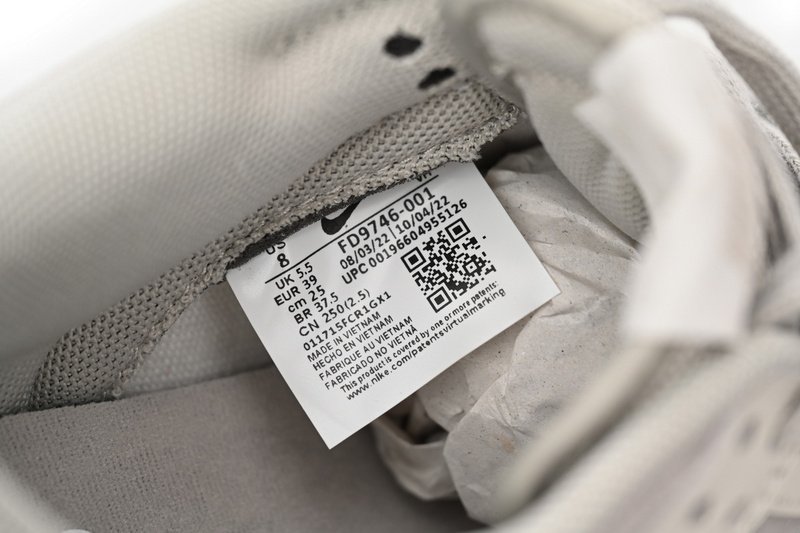 US
8
UK 5.5
EUR 39
cm 25
BR 37.5
CN 250(2.5)
01171SFCR1GX1
MADE IN VIETNAM
HECHO EN VIETNAM
FABRIQUE AU VIETNAM
FABRICADO NO VIETNÃ
This product is covered by one or more patents:
www.nike.com/patentsvirtualmarking
VN
FD9746-001
08/03/22 | 10/04/22
UPC 00196604955126